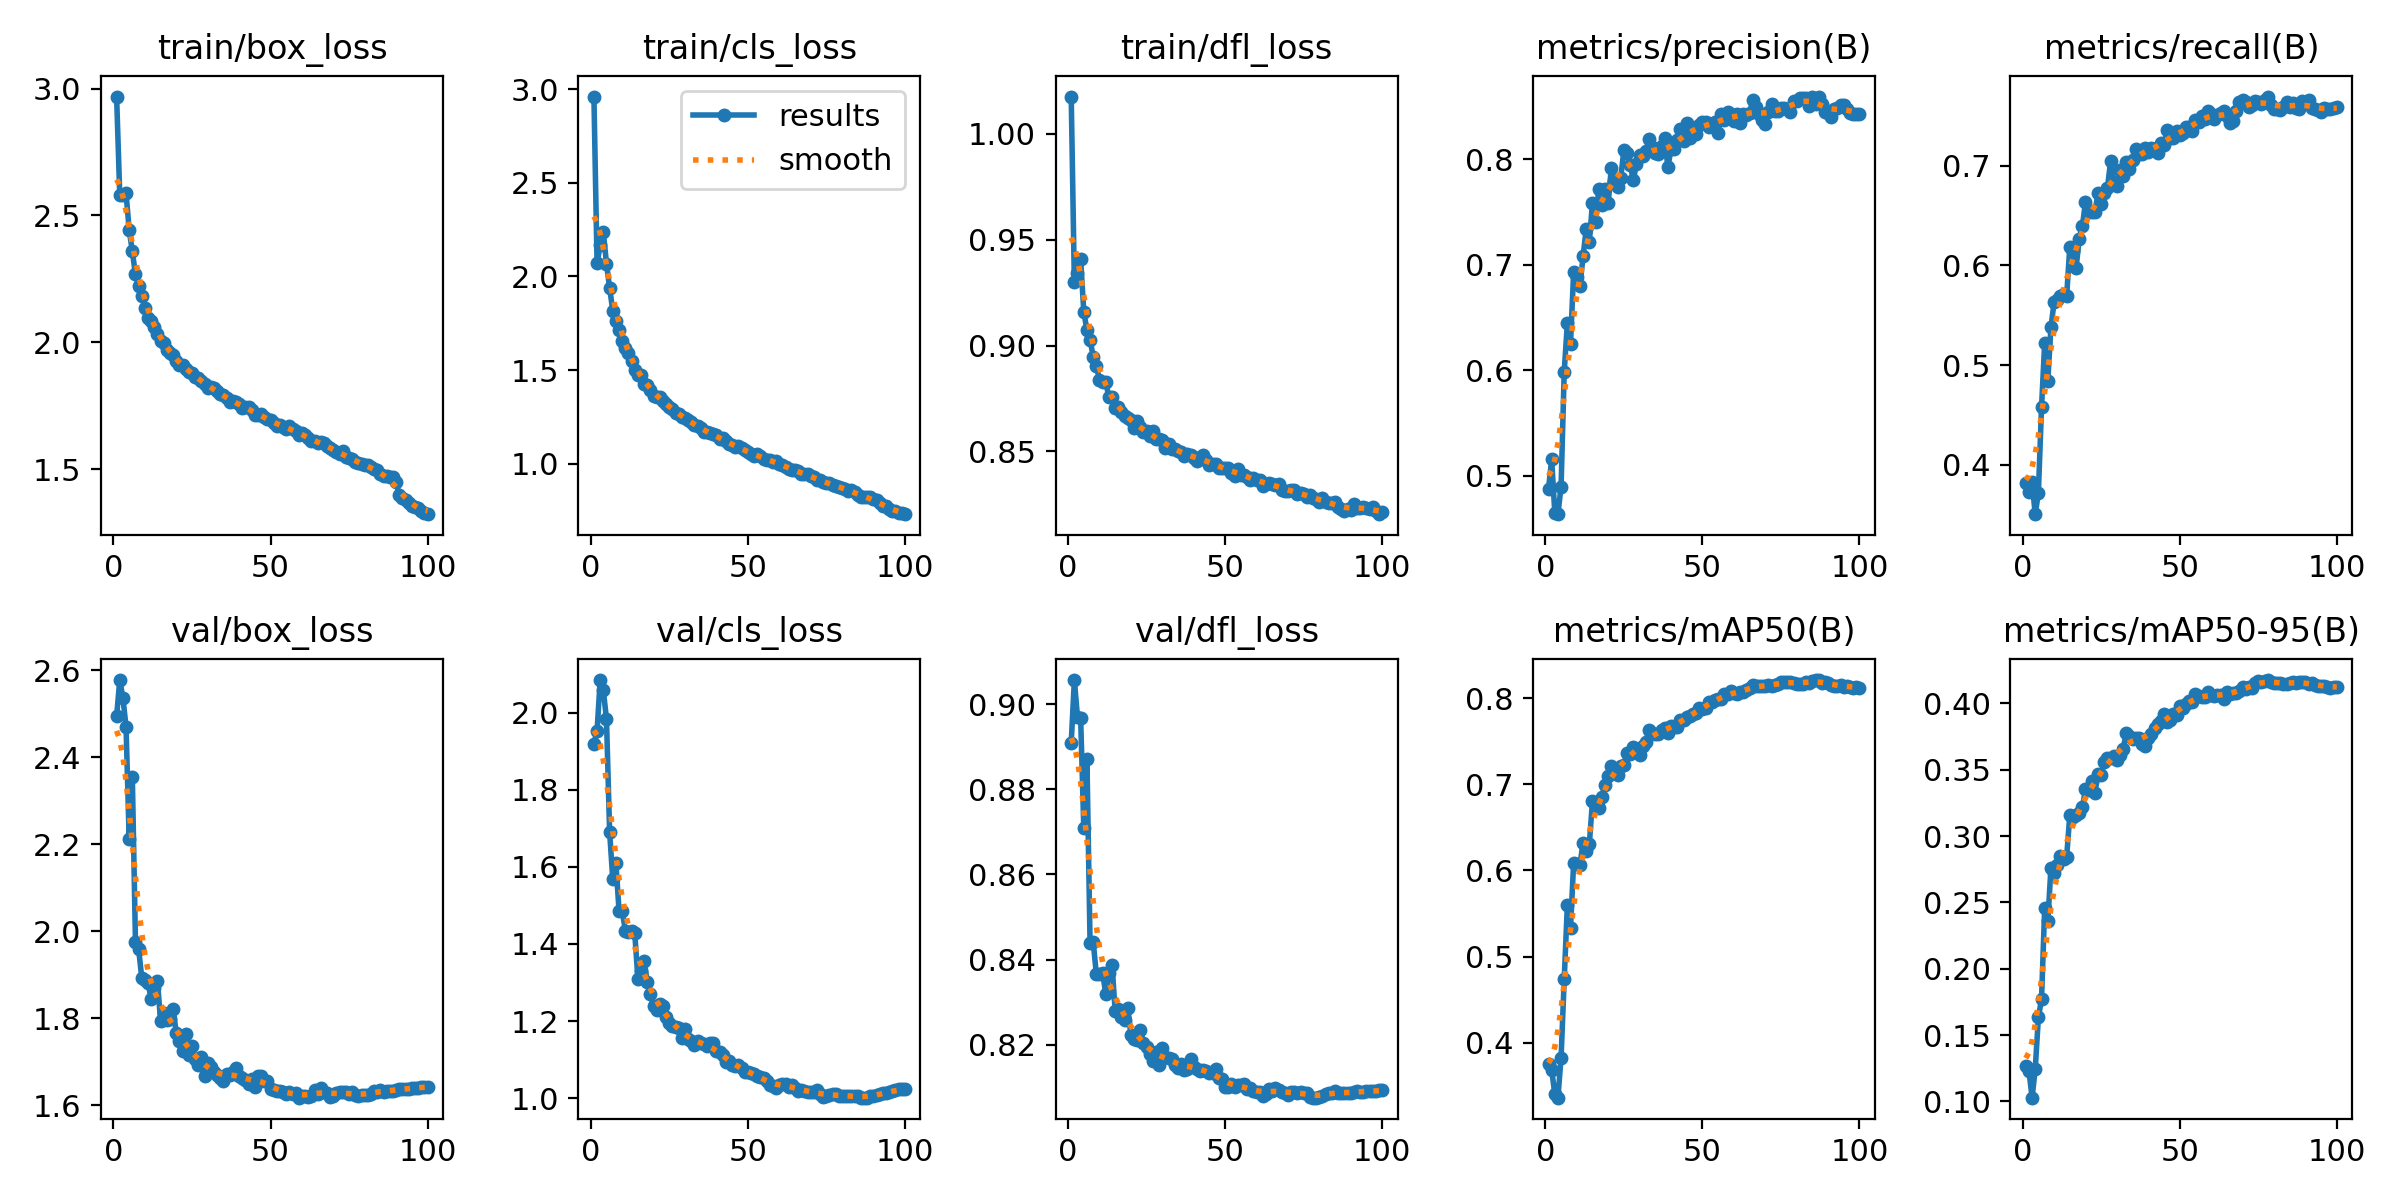 train/box_loss
3.0
2.5
2.0
1.5
0 50 100
train/cls_loss
results
smooth
3.0
2.5
2.0
1.5
1.0
0 50 100
train/dfl_loss
1.00
0.95
0.90
0.85
0 50 100
metrics/precision(B)
0.8
0.7
0.6
0.5
0 50 100
metrics/recall(B)
0.7
0.6
0.5
0.4
0 50 100
val/box_loss
2.6
2.4
2.2
2.0
1.8
1.6
0 50 100
val/cls_loss
2.0
1.8
1.6
1.4
1.2
1.0
0 50 100
val/dfl_loss
0.90
0.88
0.86
0.84
0.82
0 50 100
metrics/mAP50(B)
0.8
0.7
0.6
0.5
0.4
0 50 100
metrics/mAP50-95(B)
0.40
0.35
0.30
0.25
0.20
0.15
0.10
0 50 100